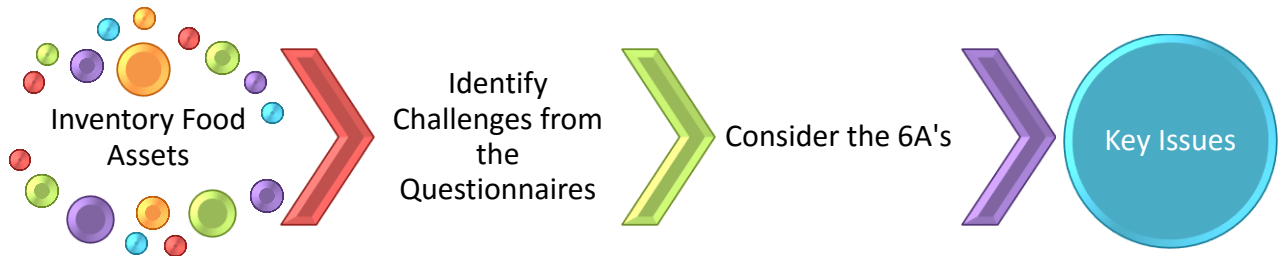 Inventory Food
Assets
Identify
Challenges from
the
Questionnaires
Consider the 6A's
Key Issues